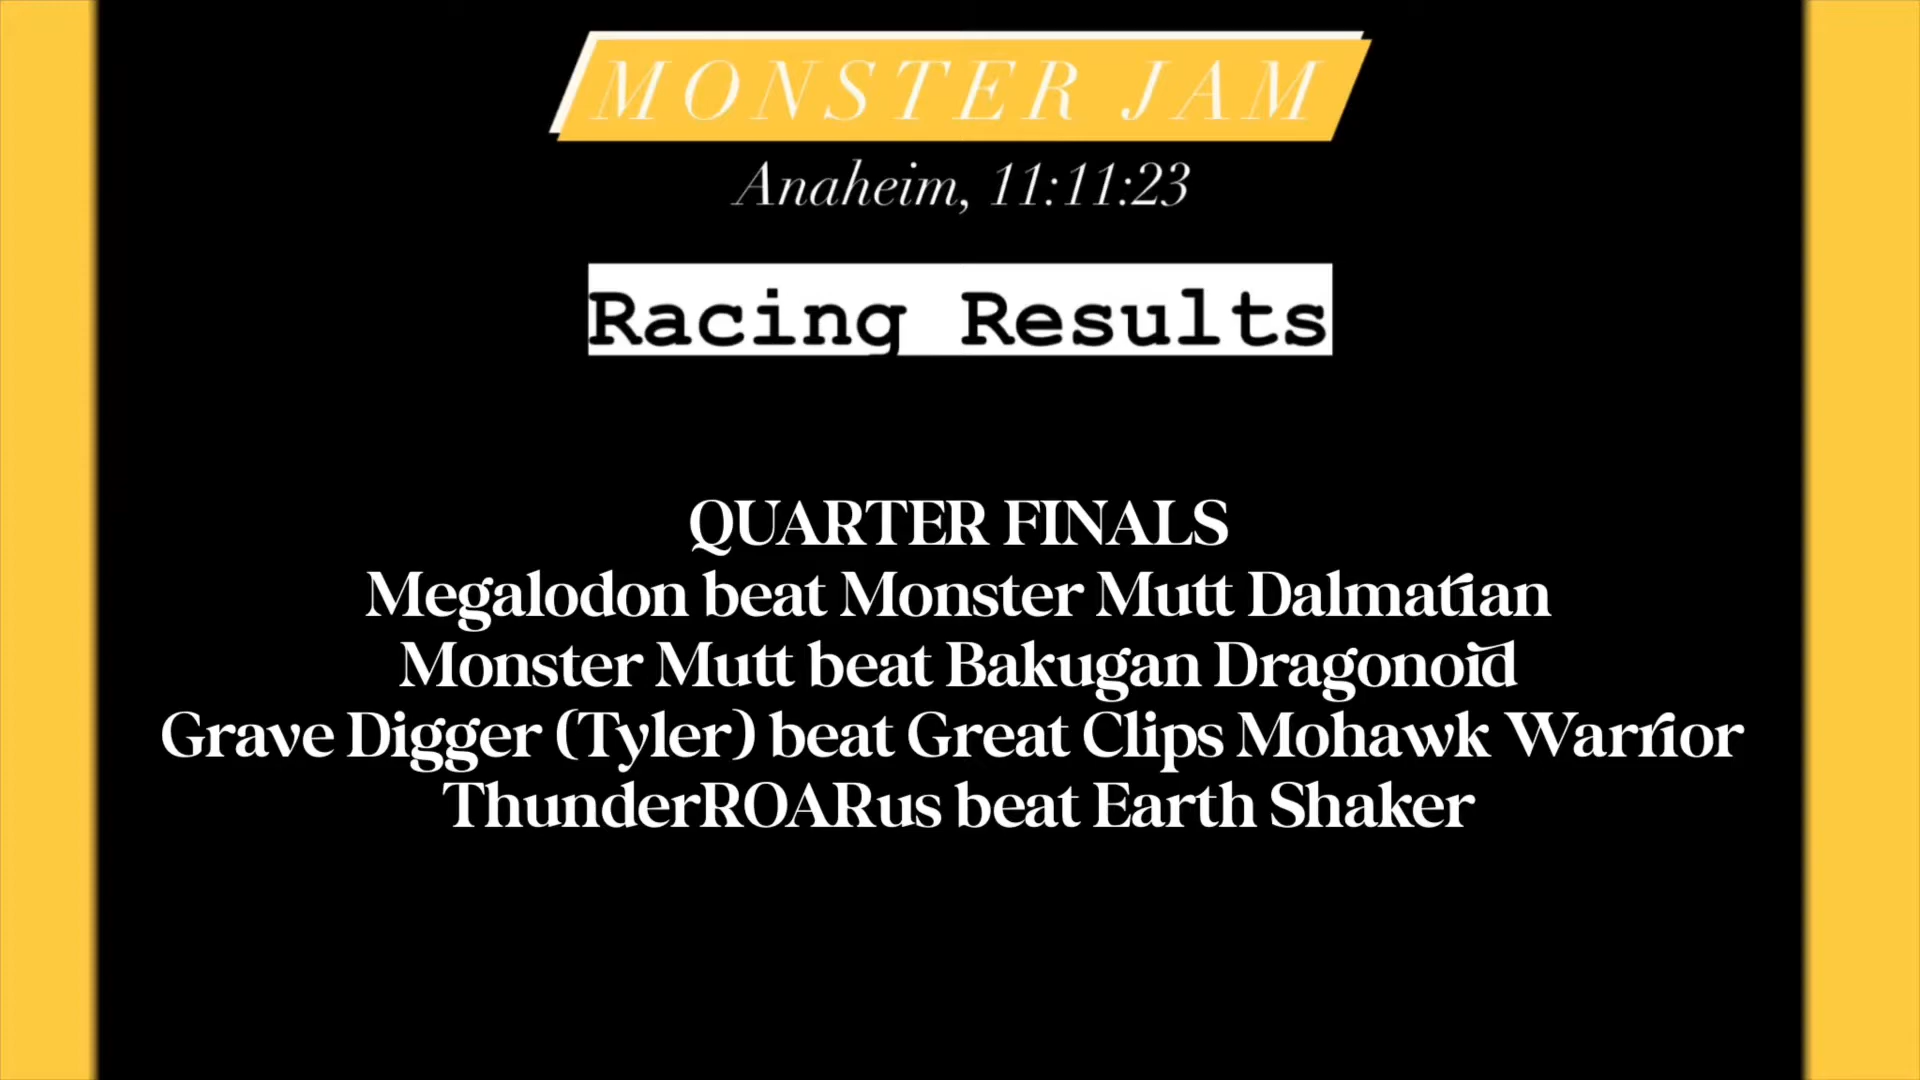 MONSTER JAM
Anaheim, 11:11:23
Racing Results
QUARTER FINALS
Megalodon beat Monster Mutt Dalmatian
Monster Mutt beat Bakugan Dragonoid
Grave Digger (Tyler) beat Great Clips Mohawk Warrior
ThunderROARus beat Earth Shaker